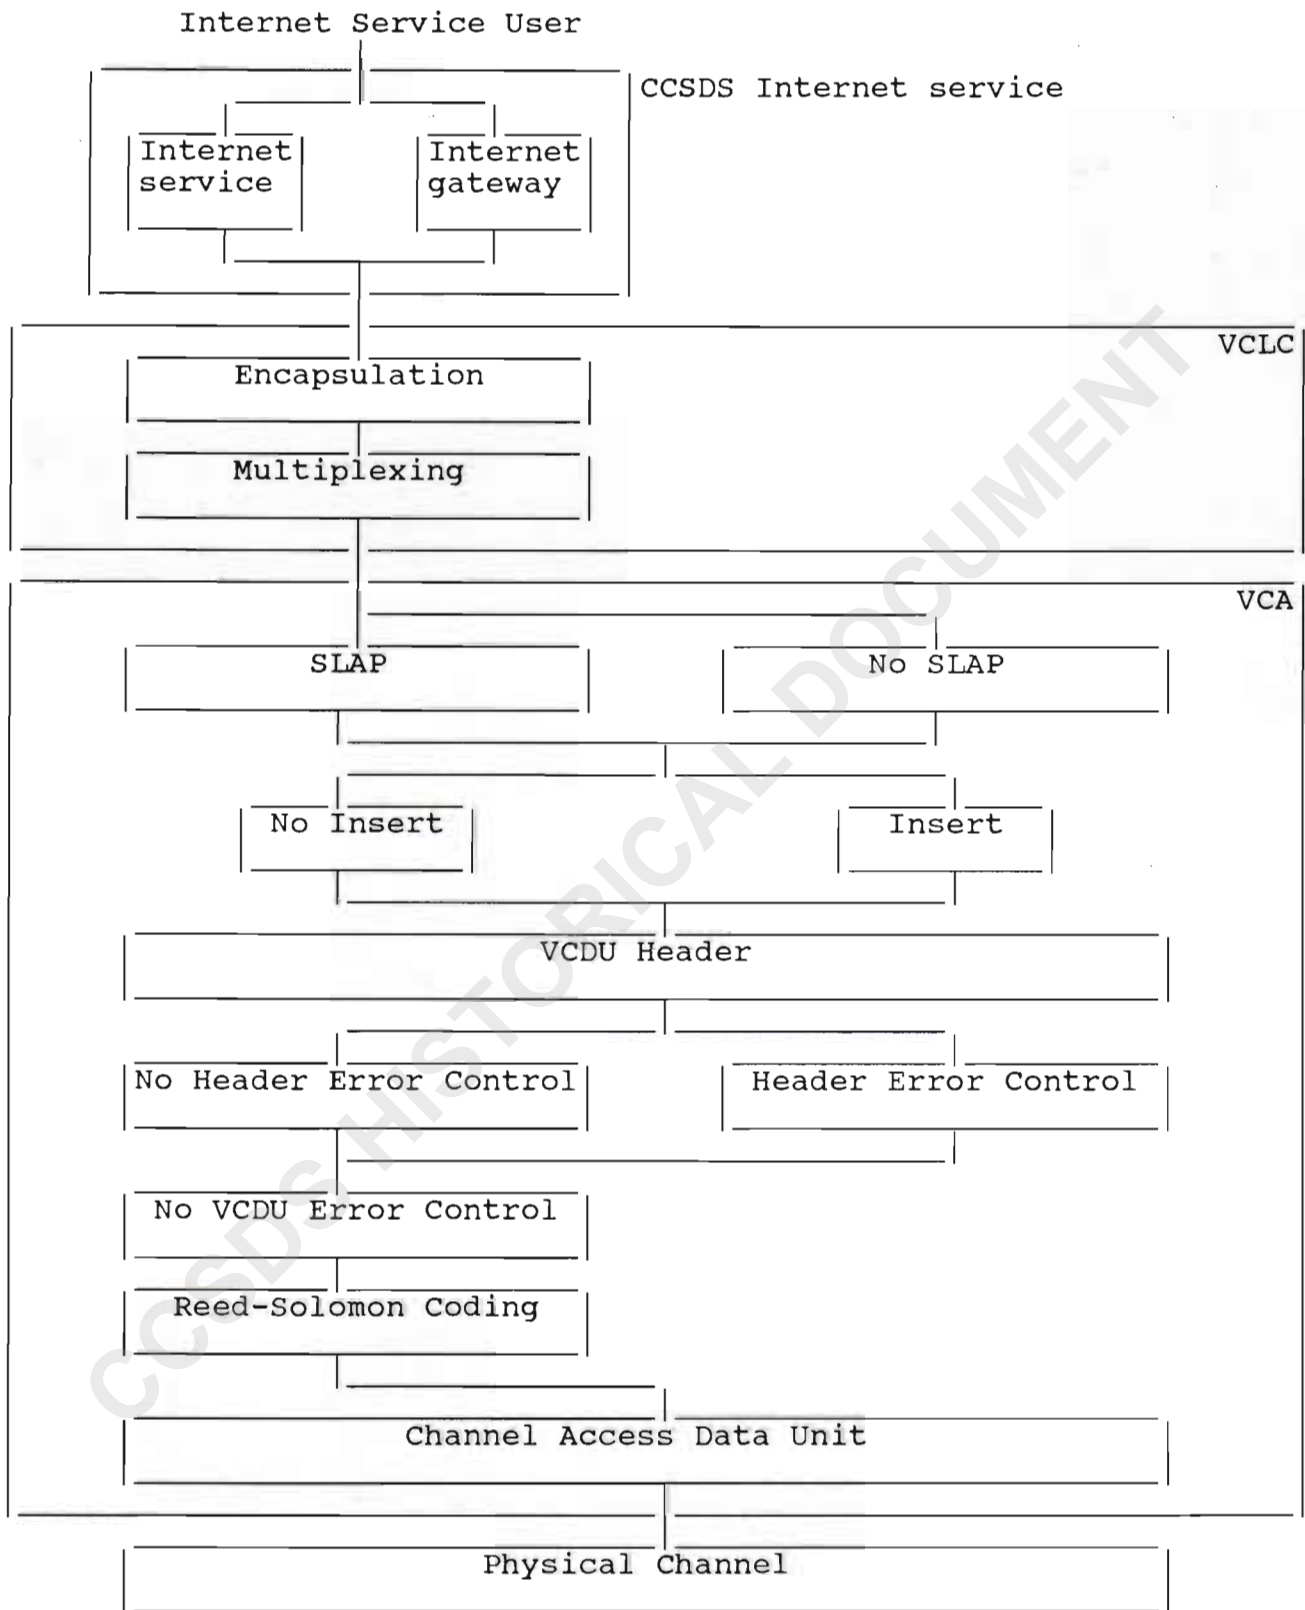 Internet Service User
CCSDS Internet service
Internet service
Internet gateway
VCLC
Encapsulation
Multiplexing
VCA
SLAP
No SLAP
No Insert
Insert
VCDU Header
No Header Error Control
Header Error Control
No VCDU Error Control
Reed-Solomon Coding
Channel Access Data Unit
Physical Channel
CCSDS HISTORICAL DOCUMENT